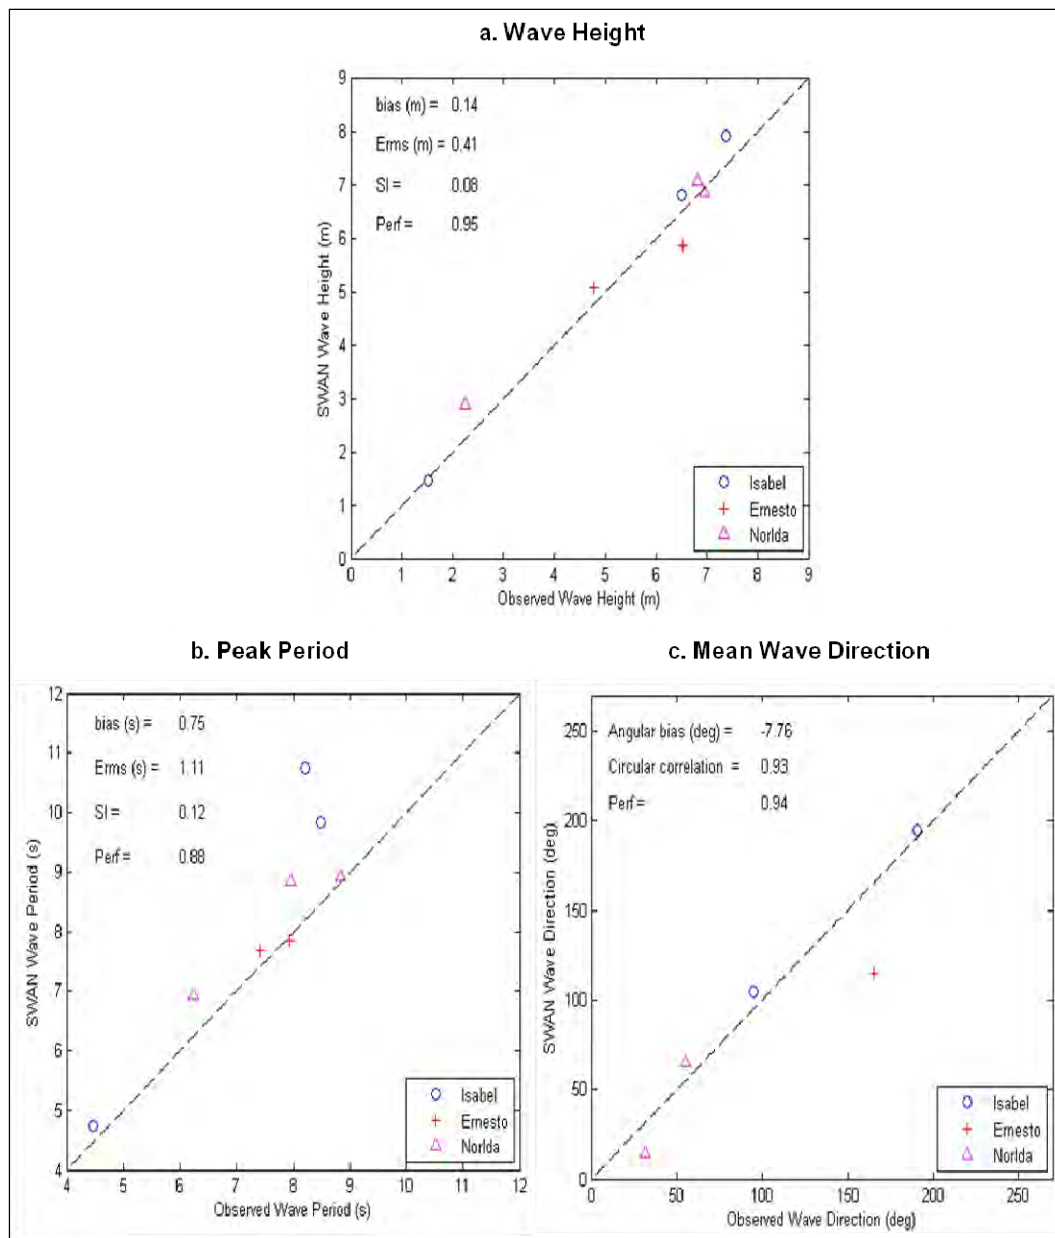 a. Wave Height
9
8
7
6
5
4
3
2
1
0
SWAN Wave Height (m)
bias (m) = 0.14
Erms (m) = 0.41
SI = 0.08
Perf = 0.95
Isabel
Ernesto
NorIda
0 1 2 3 4 5 6 7 8 9
Observed Wave Height (m)
b. Peak Period
12
11
10
9
8
7
6
5
4
SWAN Wave Period (s)
bias (s) = 0.75
Erms (s) = 1.11
SI = 0.12
Perf = 0.88
Isabel
Ernesto
NorIda
4 5 6 7 8 9 10 11 12
Observed Wave Period (s)
c. Mean Wave Direction
250
200
150
100
50
0
SWAN Wave Direction (deg)
Angular bias (deg) = -7.76
Circular correlation = 0.93
Perf = 0.94
Isabel
Ernesto
NorIda
0 50 100 150 200 250
Observed Wave Direction (deg)